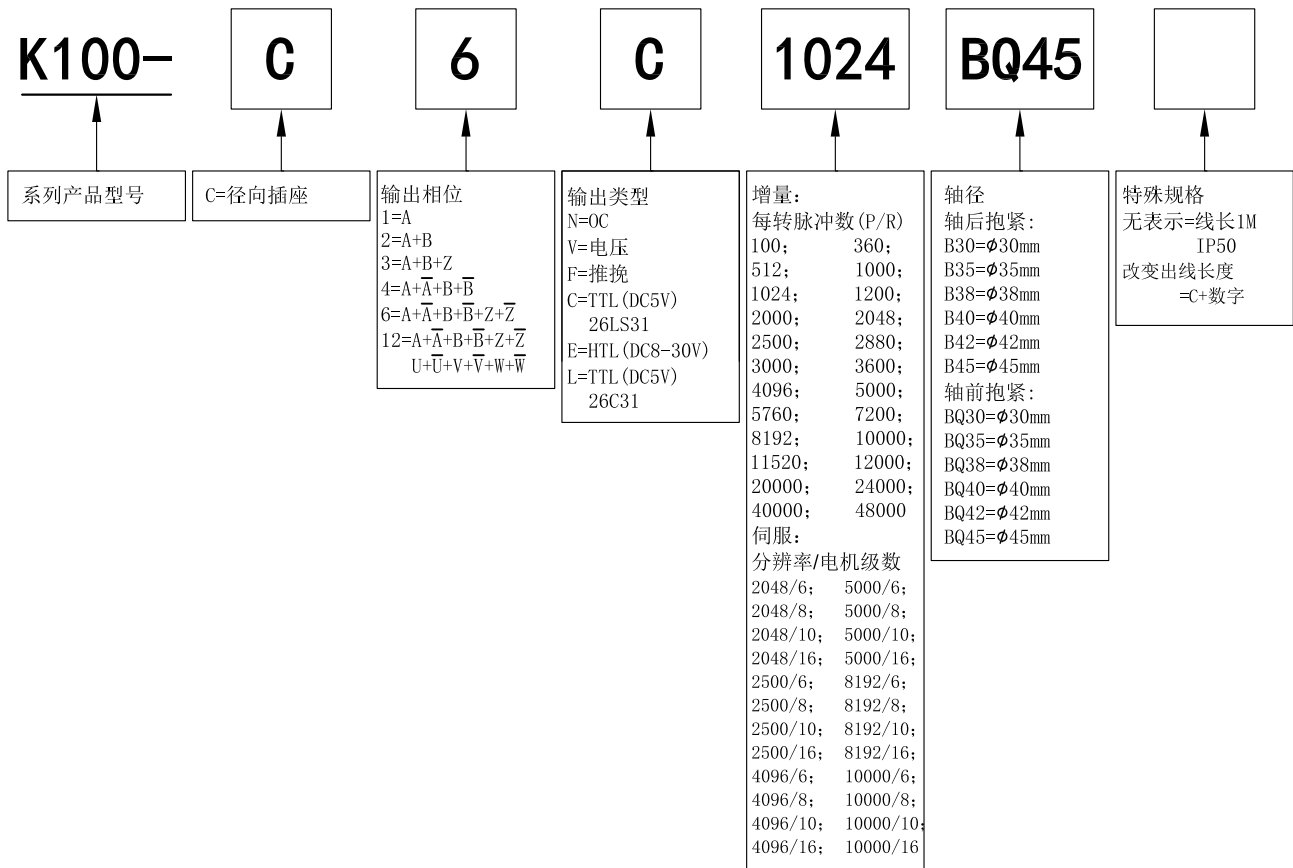 K100- C 6 C 1024 BQ45
系列产品型号
C=径向插座
输出相位
1=A
2=A+B
3=A+B+Z
4=A+A̅+B+B̅
6=A+A̅+B+B̅+Z+Z̅
12=A+A̅+B+B̅+Z+Z̅
U+U̅+V+V̅+W+W̅
输出类型
N=OC
V=电压
F=推挽
C=TTL(DC5V)
26LS31
E=HTL(DC8-30V)
L=TTL(DC5V)
26C31
增量:
每转脉冲数(P/R)
100; 360;
512; 1000;
1024; 1200;
2000; 2048;
2500; 2880;
3000; 3600;
4096; 5000;
5760; 7200;
8192; 10000;
11520; 12000;
20000; 24000;
40000; 48000
伺服:
分辨率/电机级数
2048/6; 5000/6;
2048/8; 5000/8;
2048/10; 5000/10;
2048/16; 5000/16;
2500/6; 8192/6;
2500/8; 8192/8;
2500/10; 8192/10;
2500/16; 8192/16;
4096/6; 10000/6;
4096/8; 10000/8;
4096/10; 10000/10;
4096/16; 10000/16
轴径
轴后抱紧:
B30=ϕ30mm
B35=ϕ35mm
B38=ϕ38mm
B40=ϕ40mm
B42=ϕ42mm
B45=ϕ45mm
轴前抱紧:
BQ30=ϕ30mm
BQ35=ϕ35mm
BQ38=ϕ38mm
BQ40=ϕ40mm
BQ42=ϕ42mm
BQ45=ϕ45mm
特殊规格
无表示=线长1M
IP50
改变出线长度
=C+数字